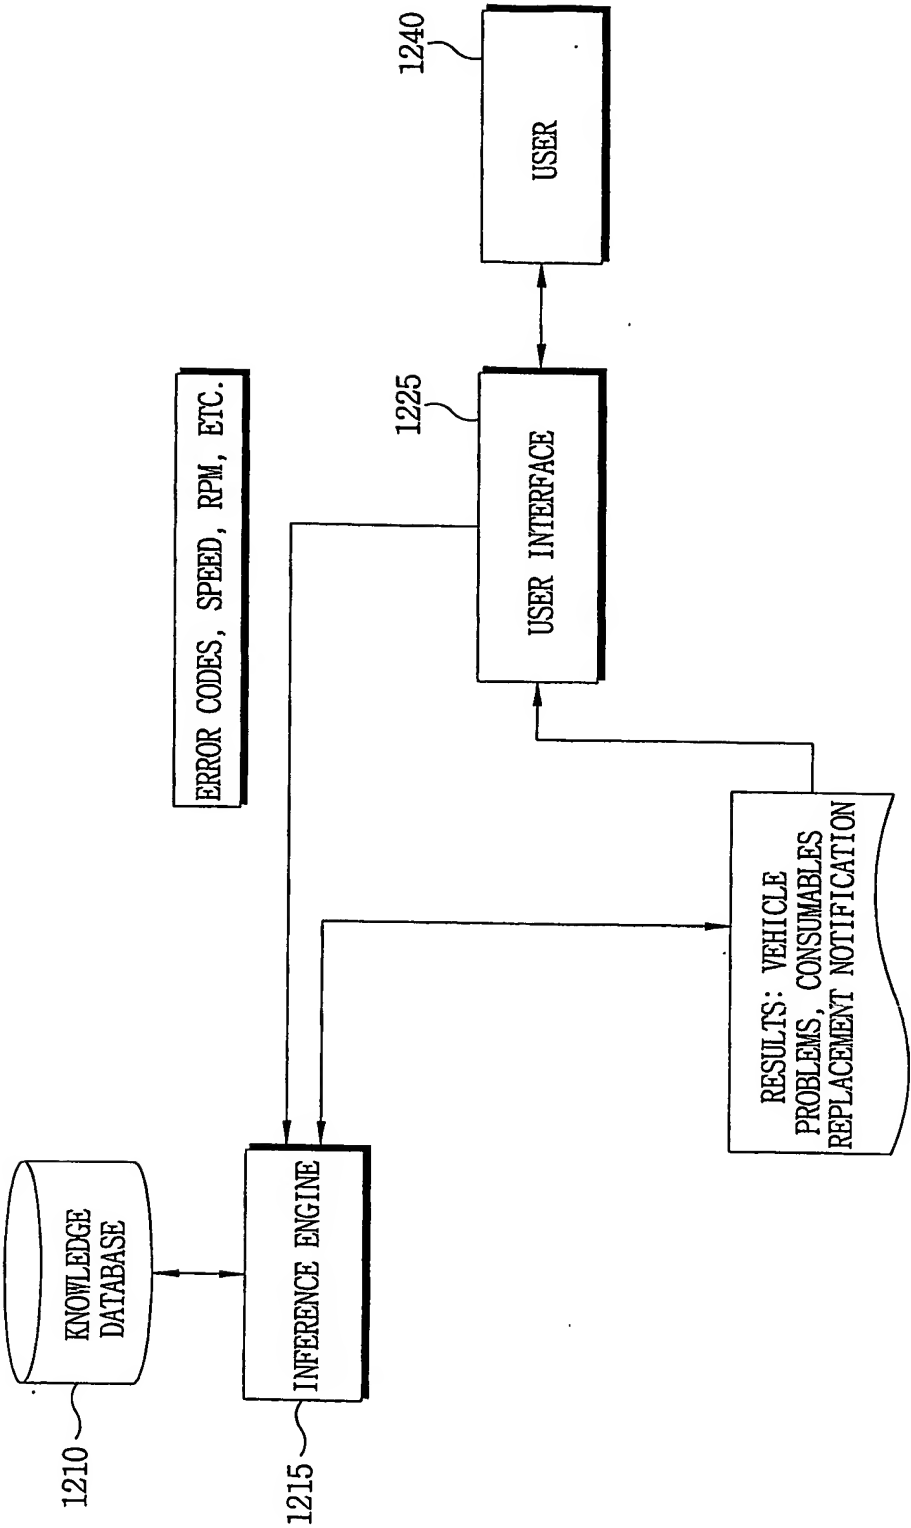 1210
KNOWLEDGE
DATABASE
1215
INFERENCE ENGINE
ERROR CODES, SPEED, RPM, ETC.
RESULTS: VEHICLE
PROBLEMS, CONSUMABLES
REPLACEMENT NOTIFICATION
1225
USER INTERFACE
1240
USER